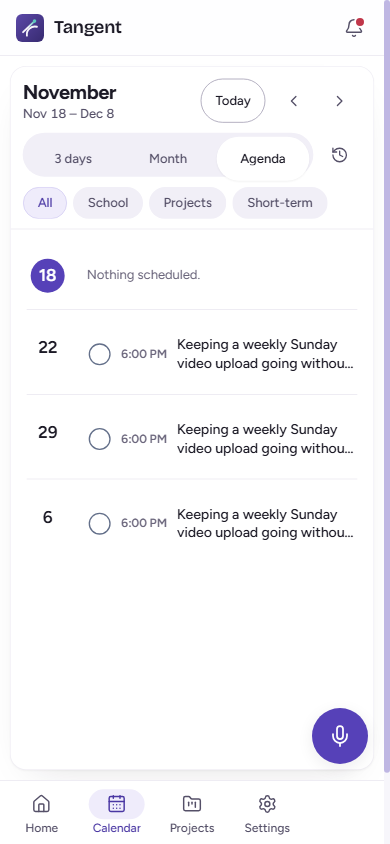 Tangent
November
Nov 18 – Dec 8
Today
3 days
Month
Agenda
All
School
Projects
Short-term
18
Nothing scheduled.
22
6:00 PM
Keeping a weekly Sunday
video upload going withou...
29
6:00 PM
Keeping a weekly Sunday
video upload going withou...
6
6:00 PM
Keeping a weekly Sunday
video upload going withou...
Home
Calendar
Projects
Settings